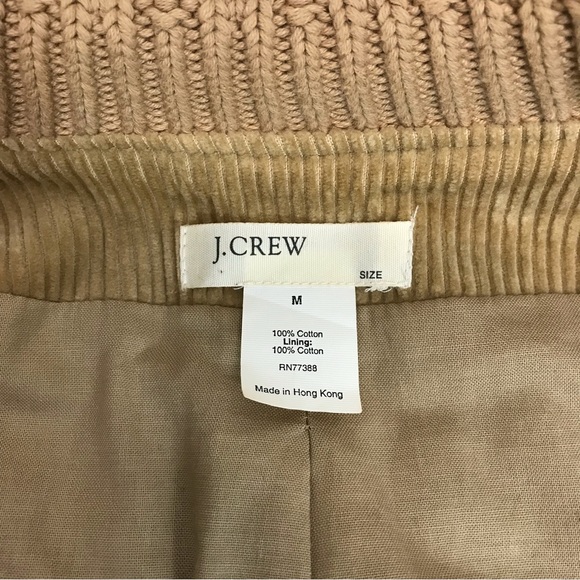 J.CREW
SIZE
M
100% Cotton
Lining:
100% Cotton
RN77388
Made in Hong Kong